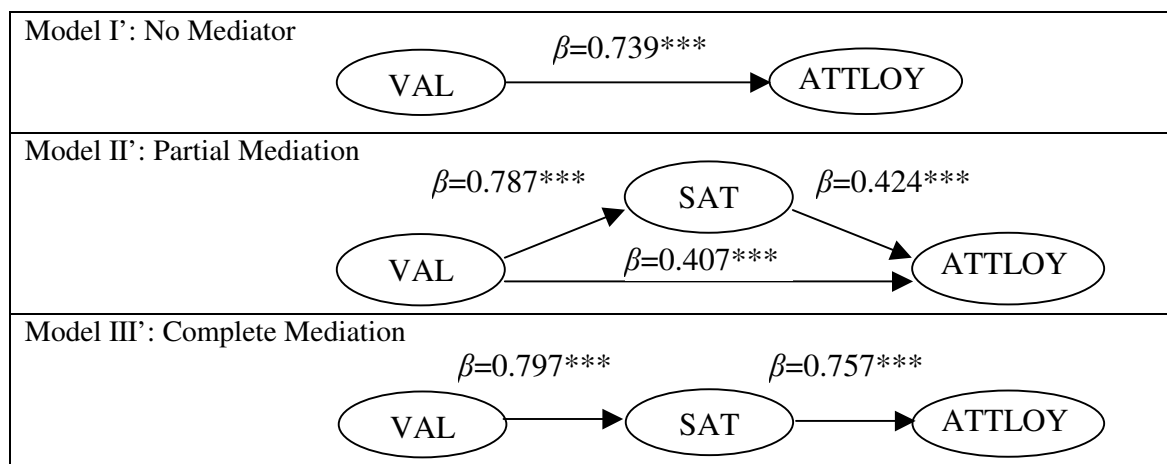 Model I’: No Mediator
β=0.739***
VAL
ATTLOY
Model II’: Partial Mediation
β=0.787***
SAT
β=0.424***
VAL
β=0.407***
ATTLOY
Model III’: Complete Mediation
β=0.797***
β=0.757***
VAL
SAT
ATTLOY